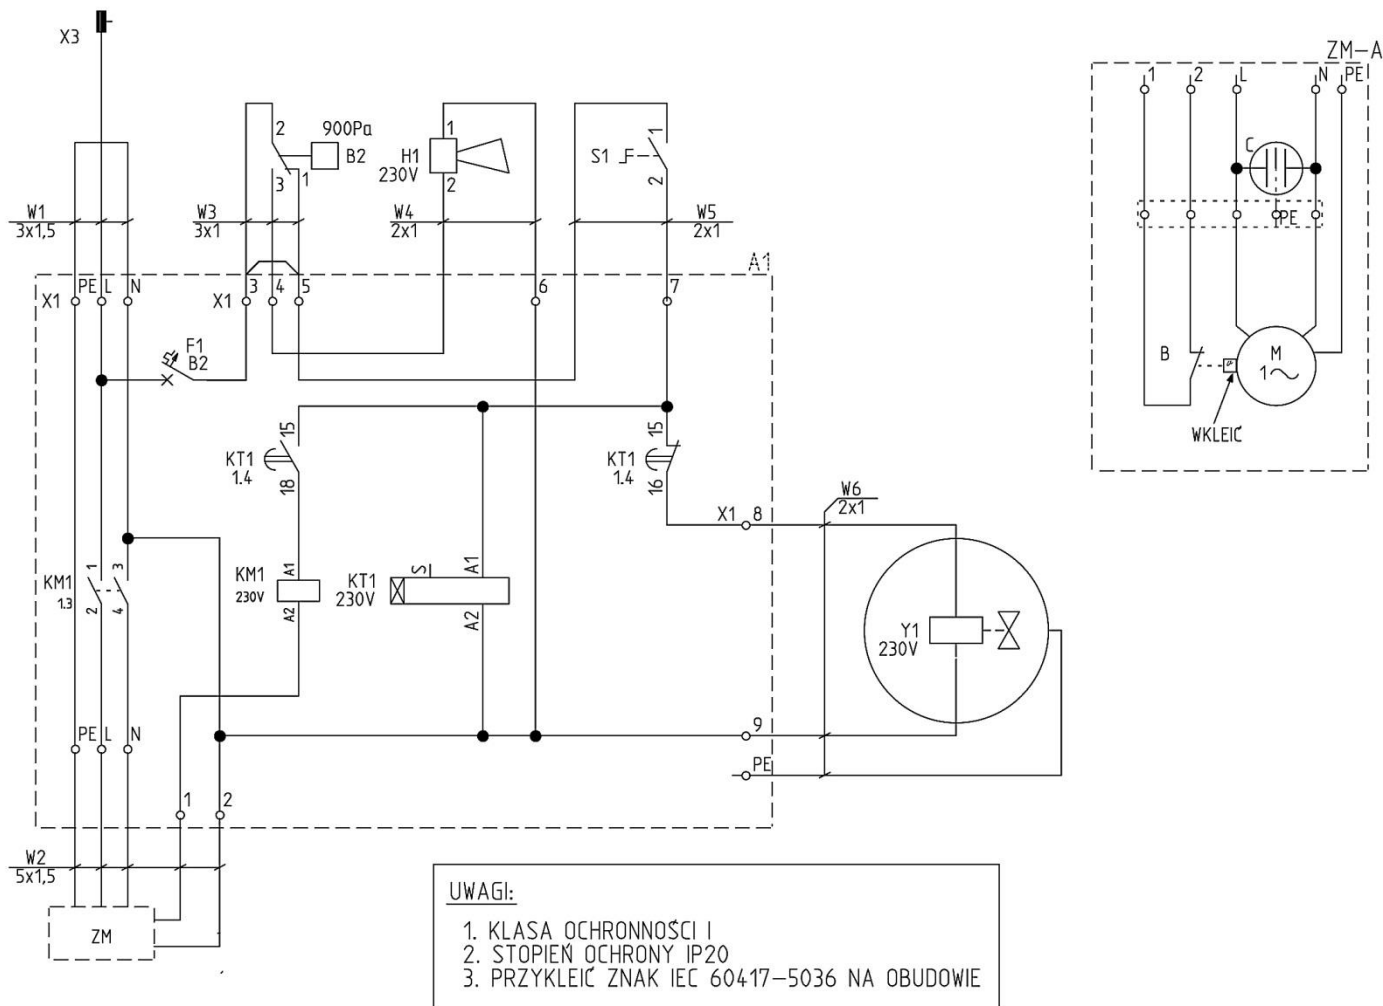 X3
ZM-A
1 2 L N PE
2 900Pa
B2
3 1
H1
230V
1
2
S1
1
2
C
W1
3x1,5
W3
3x1
W4
2x1
W5
2x1
PE
A1
X1 PE L N
X1 3 4 5
6
7
F1
B2
B
M
1~
WKLEIĆ
KT1
1.4
15
18
KT1
1.4
15
16
W6
2x1
X1 8
KM1
1.3
1 3
2 4
KM1
230V
A1
A2
KT1
230V
S
A1
A2
Y1
230V
PE L N
9
PE
1 2
W2
5x1,5
ZM
UWAGI:
1. KLASA OCHRONNOŚCI I
2. STOPIEŃ OCHRONY IP20
3. PRZYKLEIĆ ZNAK IEC 60417-5036 NA OBUDOWIE